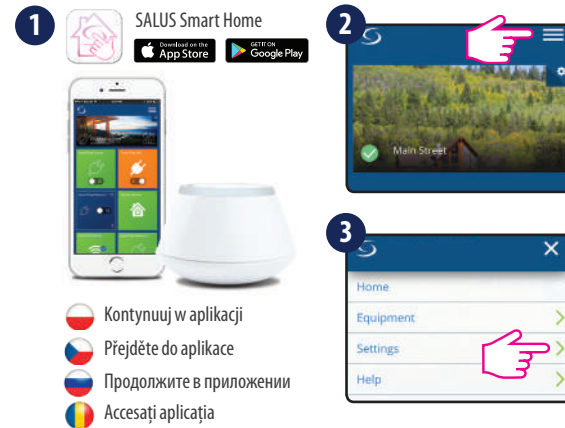 1
SALUS Smart Home
Download on the
App Store
GET IT ON
Google Play
Kontynuuj w aplikacji
Přejděte do aplikace
Продолжите в приложении
Accesați aplicația
2
Main Street
3
Home
Equipment
Settings
Help